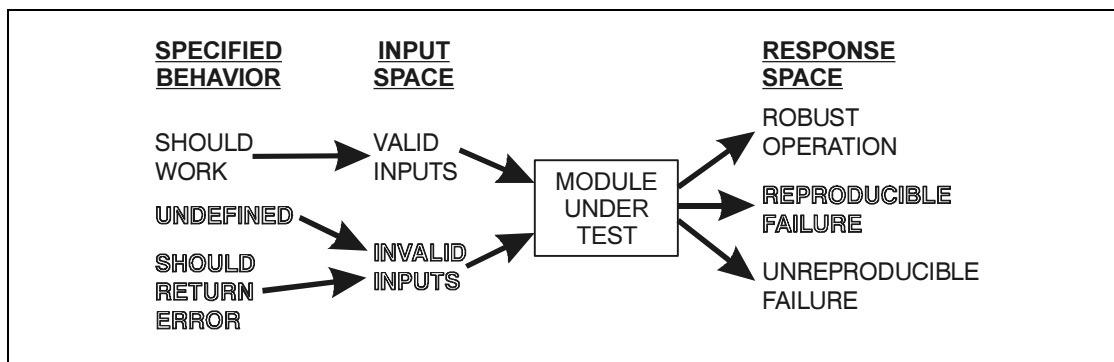 SPECIFIED
BEHAVIOR
INPUT
SPACE
RESPONSE
SPACE
SHOULD
WORK
VALID
INPUTS
ROBUST
OPERATION
MODULE
UNDER
TEST
UNDEFINED
INVALID
INPUTS
REPRODUCIBLE
FAILURE
SHOULD
RETURN
ERROR
UNREPRODUCIBLE
FAILURE